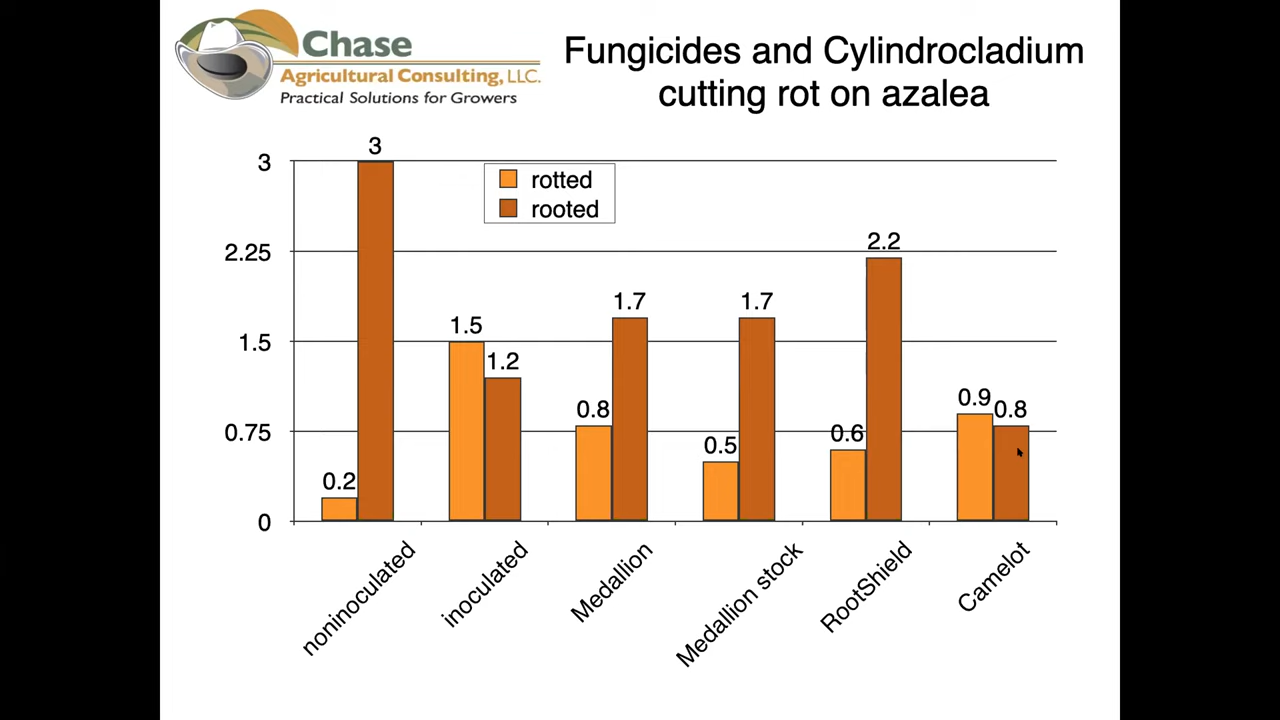 Chase
Agricultural Consulting, LLC.
Practical Solutions for Growers
Fungicides and Cylindrocladium
cutting rot on azalea
3
2.25
1.5
0.75
0
rotted
rooted
0.2
3
1.5
1.2
0.8
1.7
0.5
1.7
0.6
2.2
0.9
0.8
noninoculated
inoculated
Medallion
Medallion stock
RootShield
Camelot